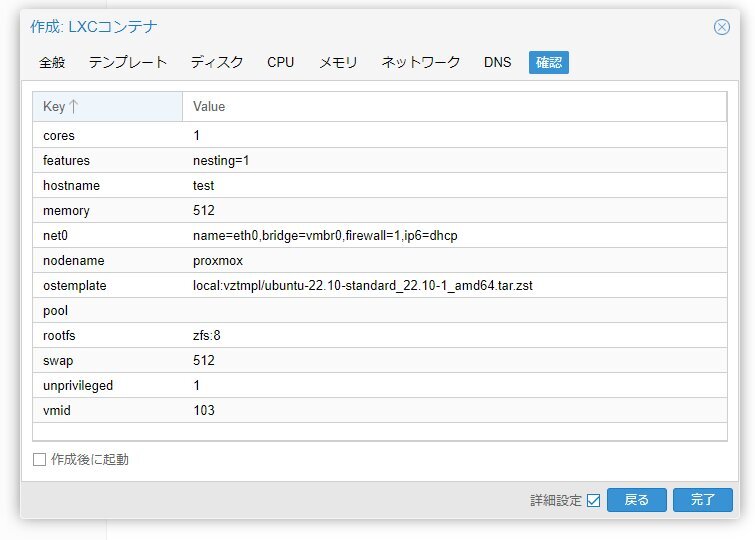 作成: LXCコンテナ
全般 テンプレート ディスク CPU メモリ ネットワーク DNS 確認
Key↑ Value
cores 1
features nesting=1
hostname test
memory 512
net0 name=eth0,bridge=vmbr0,firewall=1,ip6=dhcp
nodename proxmox
ostemplate local:vztmpl/ubuntu-22.10-standard_22.10-1_amd64.tar.zst
pool
rootfs zfs:8
swap 512
unprivileged 1
vmid 103
作成後に起動
詳細設定 戻る 完了